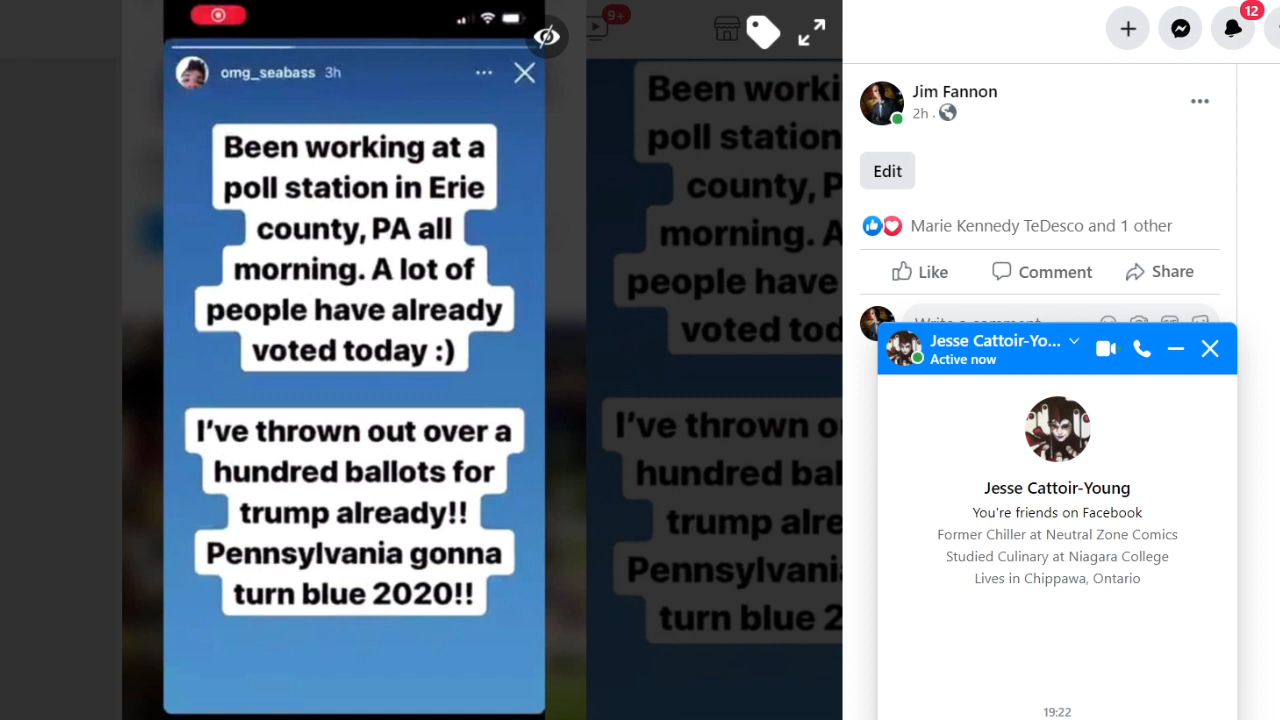 9+
12
omg_seabass 3h
Been working at a
poll station in Erie
county, PA all
morning. A lot of
people have already
voted today :)
I've thrown out over a
hundred ballots for
trump already!!
Pennsylvania gonna
turn blue 2020!!
Been worki
poll station
county, P
morning. A
people have
voted tod
I've thrown o
hundred bal
trump alre
Pennsylvani
turn blue 2
Jim Fannon
2h .
Edit
Marie Kennedy TeDesco and 1 other
Like Comment Share
Write a comment
Jesse Cattoir-Yo...
Active now
Jesse Cattoir-Young
You're friends on Facebook
Former Chiller at Neutral Zone Comics
Studied Culinary at Niagara College
Lives in Chippawa, Ontario
19:22